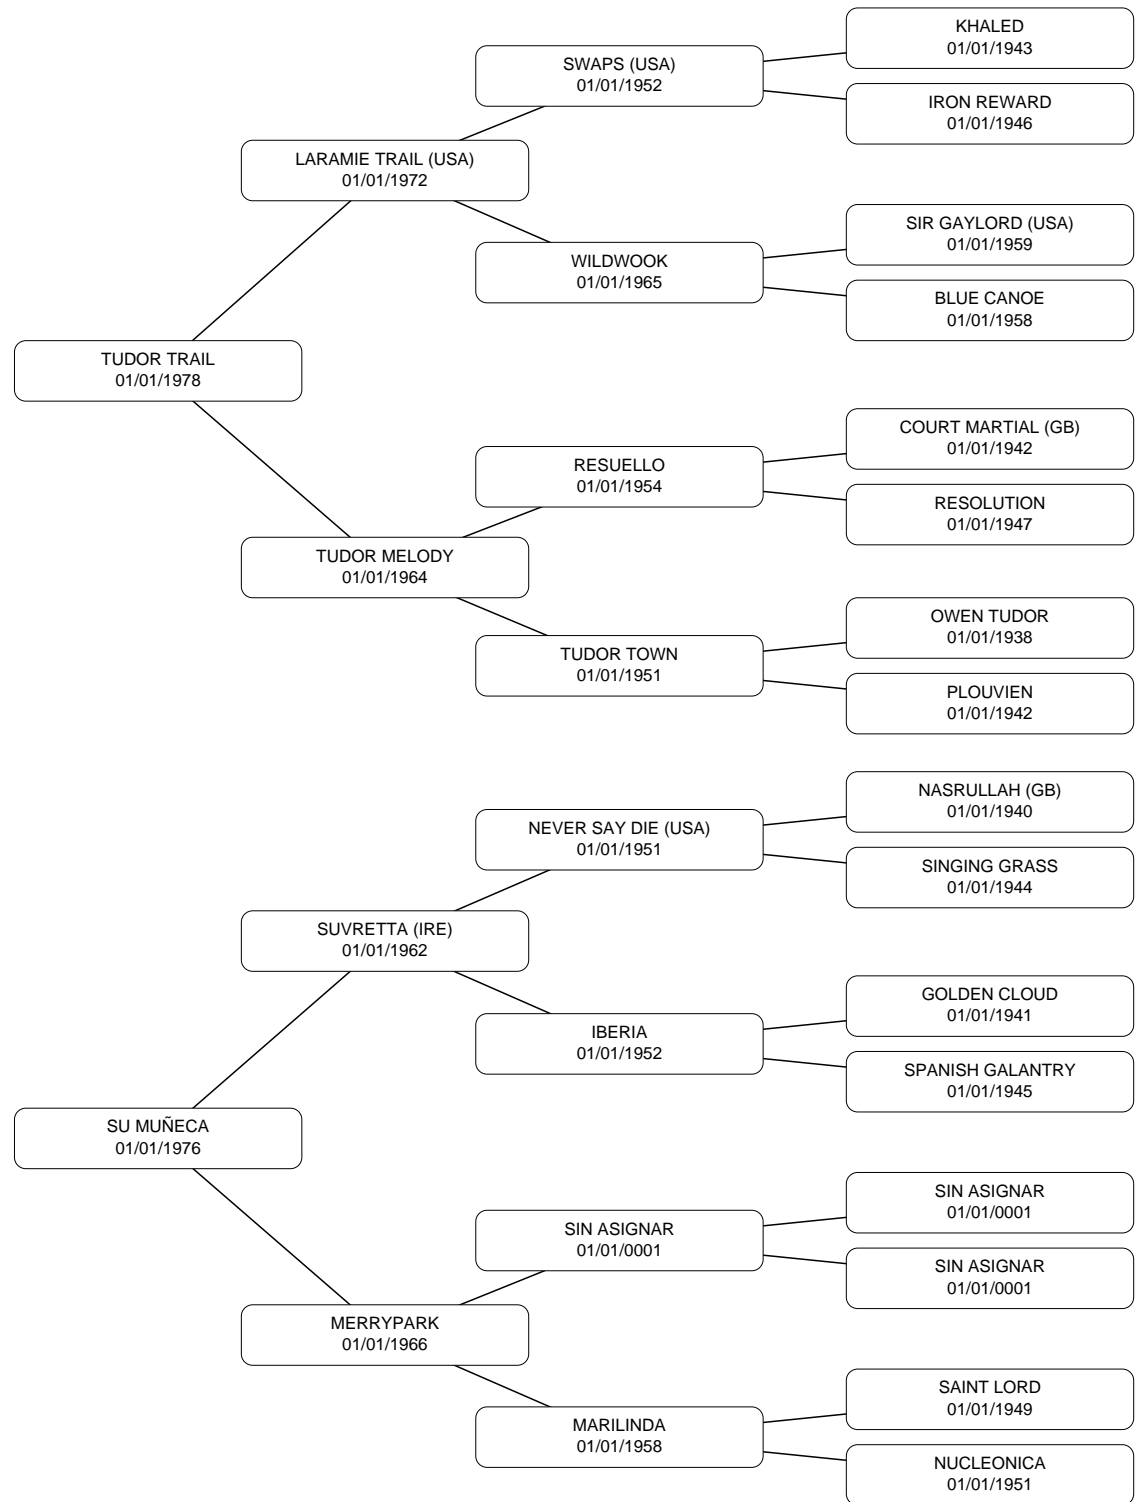 KHALED
01/01/1943
SWAPS (USA)
01/01/1952
IRON REWARD
01/01/1946
LARAMIE TRAIL (USA)
01/01/1972
SIR GAYLORD (USA)
01/01/1959
WILDWOOK
01/01/1965
BLUE CANOE
01/01/1958
TUDOR TRAIL
01/01/1978
COURT MARTIAL (GB)
01/01/1942
RESUELLO
01/01/1954
RESOLUTION
01/01/1947
TUDOR MELODY
01/01/1964
OWEN TUDOR
01/01/1938
TUDOR TOWN
01/01/1951
PLOUVIEN
01/01/1942
NASRULLAH (GB)
01/01/1940
NEVER SAY DIE (USA)
01/01/1951
SINGING GRASS
01/01/1944
SUVRETTA (IRE)
01/01/1962
GOLDEN CLOUD
01/01/1941
IBERIA
01/01/1952
SPANISH GALANTRY
01/01/1945
SU MUÑECA
01/01/1976
SIN ASIGNAR
01/01/0001
SIN ASIGNAR
01/01/0001
SIN ASIGNAR
01/01/0001
MERRYPARK
01/01/1966
SAINT LORD
01/01/1949
MARILINDA
01/01/1958
NUCLEONICA
01/01/1951